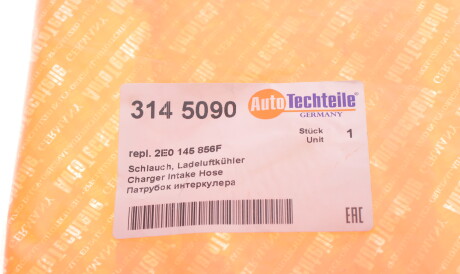 314 5090
AutoTechteile
GERMANY
Stück
Unit 1
repl. 2E0 145 856F
Schlauch, Ladeluftkühler
Charger Intake Hose
Патрубок интеркулера
EAC